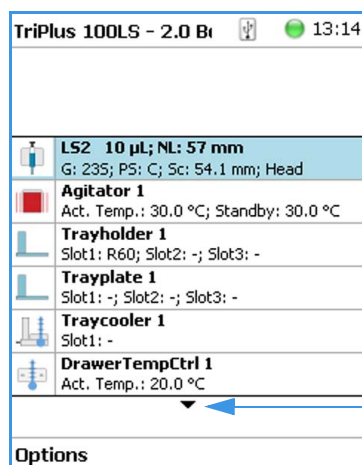 TriPlus 100LS - 2.0 13:14
LS2 10 µL; NL: 57 mm
G: 23S; PS: C; Sc: 54.1 mm; Head
Agitator 1
Act. Temp.: 30.0 °C; Standby: 30.0 °C
Trayholder 1
Slot1: R60; Slot2: -; Slot3: -
Trayplate 1
Slot1: -; Slot2: -; Slot3: -
Traycooler 1
Slot1: -
DrawerTempCtrl 1
Act. Temp.: 20.0 °C
Options